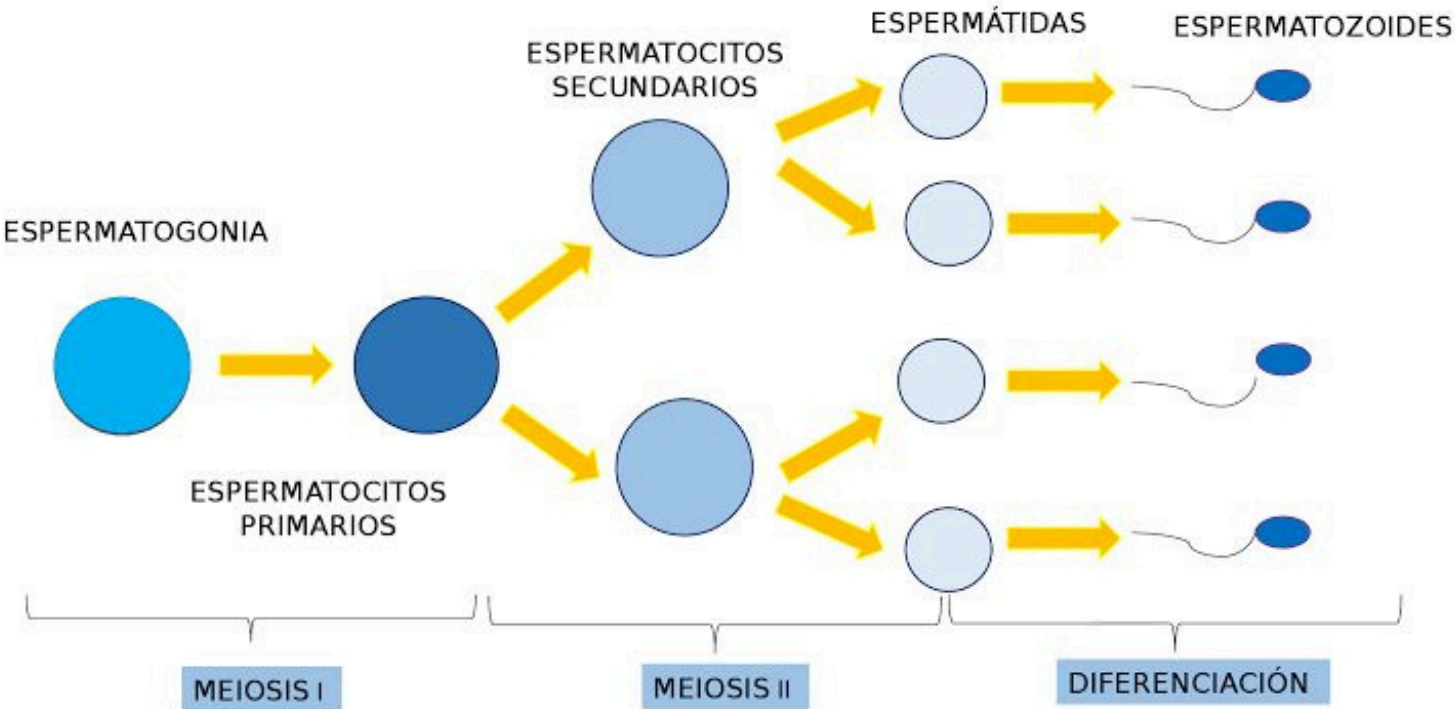 ESPERMÁTIDAS
ESPERMATOZOIDES
ESPERMATOCITOS
SECUNDARIOS
ESPERMATOGONIA
ESPERMATOCITOS
PRIMARIOS
MEIOSIS I
MEIOSIS II
DIFERENCIACIÓN